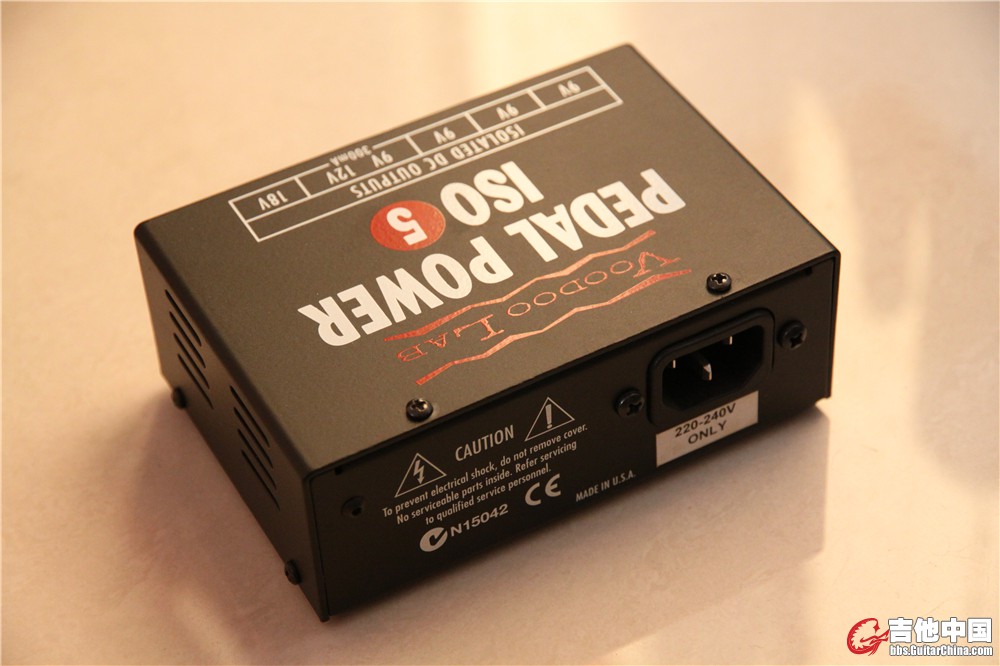 VOODOO LAB
PEDAL POWER
ISO 5
ISOLATED DC OUTPUTS
18V
12V
9V
300mA
9V
9V
9V
CAUTION
To prevent electrical shock, do not remove cover.
No serviceable parts inside. Refer servicing
to qualified service personnel.
N15042
CE
MADE IN U.S.A.
220-240V
ONLY
吉他中国
bbs.GuitarChina.com